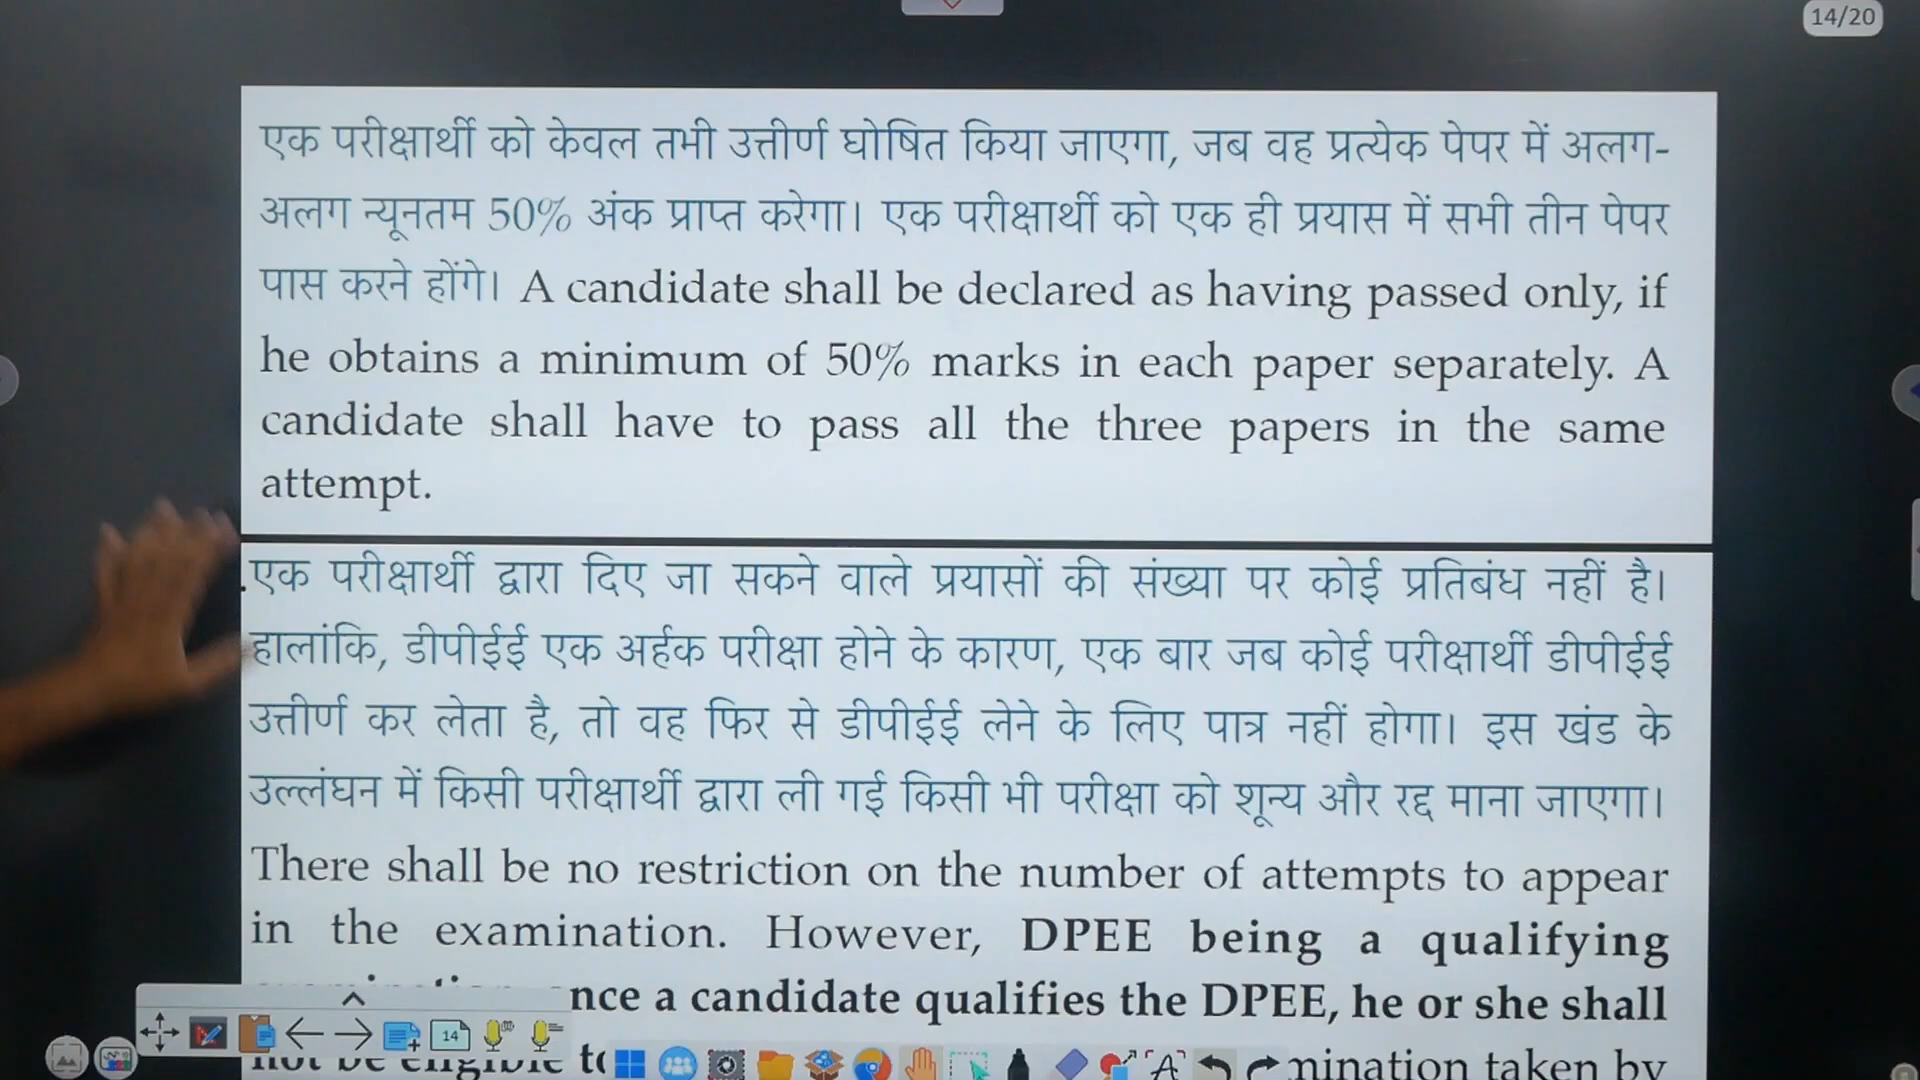 14/20
एक परीक्षार्थी को केवल तभी उत्तीर्ण घोषित किया जाएगा, जब वह प्रत्येक पेपर में अलग-
अलग न्यूनतम 50% अंक प्राप्त करेगा। एक परीक्षार्थी को एक ही प्रयास में सभी तीन पेपर
पास करने होंगे। A candidate shall be declared as having passed only, if
he obtains a minimum of 50% marks in each paper separately. A
candidate shall have to pass all the three papers in the same
attempt.
एक परीक्षार्थी द्वारा दिए जा सकने वाले प्रयासों की संख्या पर कोई प्रतिबंध नहीं है।
हालांकि, डीपीईई एक अर्हक परीक्षा होने के कारण, एक बार जब कोई परीक्षार्थी डीपीईई
उत्तीर्ण कर लेता है, तो वह फिर से डीपीईई लेने के लिए पात्र नहीं होगा। इस खंड के
उल्लंघन में किसी परीक्षार्थी द्वारा ली गई किसी भी परीक्षा को शून्य और रद्द माना जाएगा।
There shall be no restriction on the number of attempts to appear
in the examination. However, DPEE being a qualifying
nce a candidate qualifies the DPEE, he or she shall
14
not be eligible mination taken by